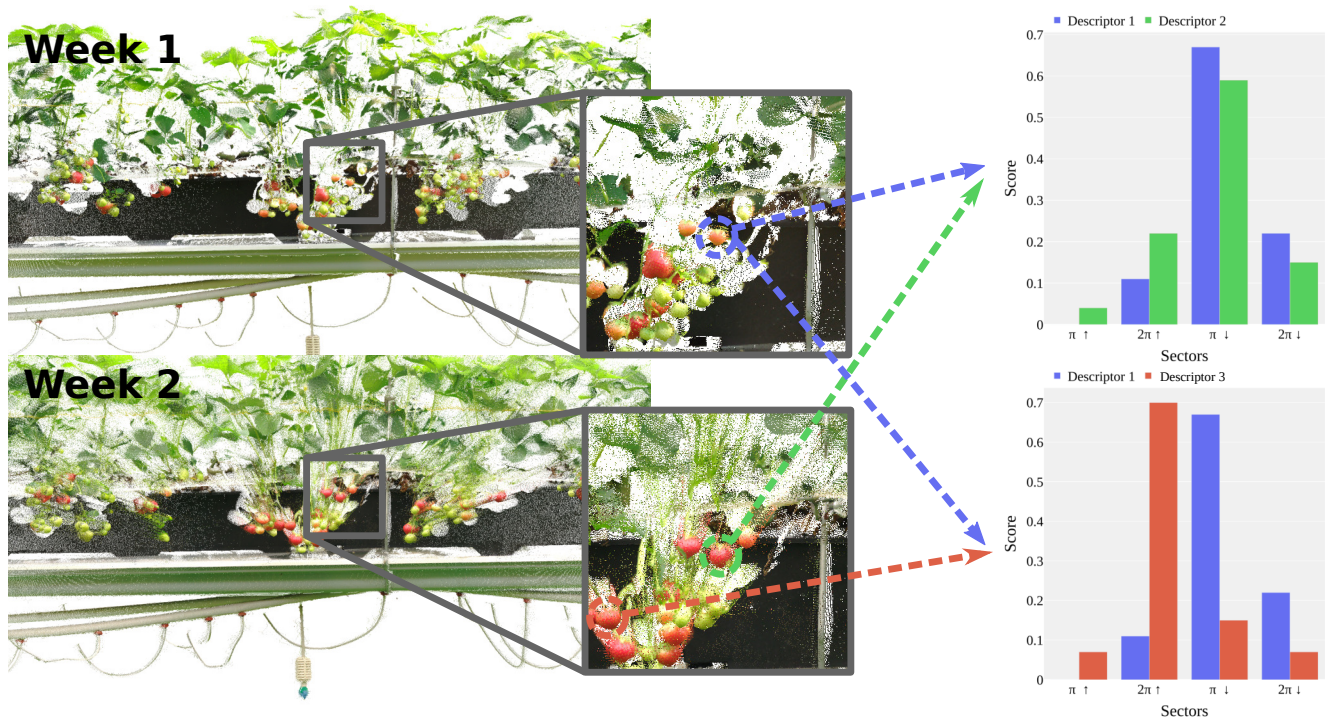 Week 1
Week 2
Descriptor 1 Descriptor 2
0.7
0.6
0.5
0.4
0.3
0.2
0.1
0
Score
π ↑ 2π ↑ π ↓ 2π ↓
Sectors
Descriptor 1 Descriptor 3
0.7
0.6
0.5
0.4
0.3
0.2
0.1
0
Score
π ↑ 2π ↑ π ↓ 2π ↓
Sectors